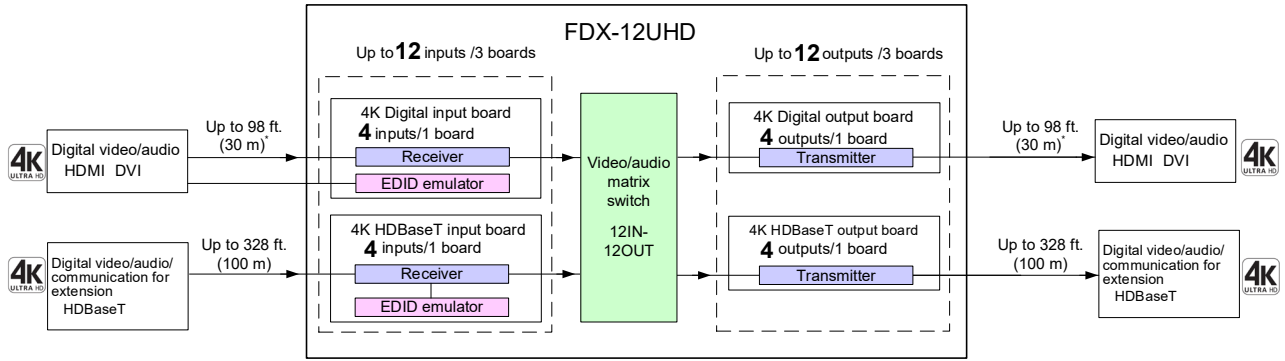 FDX-12UHD
Up to 12 inputs /3 boards
Up to 12 outputs /3 boards
4K
ULTRA HD
Digital video/audio
HDMI DVI
Up to 98 ft.
(30 m)*
4K Digital input board
4 inputs/1 board
Receiver
EDID emulator
4K
ULTRA HD
Digital video/audio/
communication for
extension
HDBaseT
Up to 328 ft.
(100 m)
4K HDBaseT input board
4 inputs/1 board
Receiver
EDID emulator
Video/audio
matrix
switch
12IN-
12OUT
4K Digital output board
4 outputs/1 board
Transmitter
Up to 98 ft.
(30 m)*
Digital video/audio
HDMI DVI
4K
ULTRA HD
4K HDBaseT output board
4 outputs/1 board
Transmitter
Up to 328 ft.
(100 m)
Digital video/audio/
communication for
extension
HDBaseT
4K
ULTRA HD